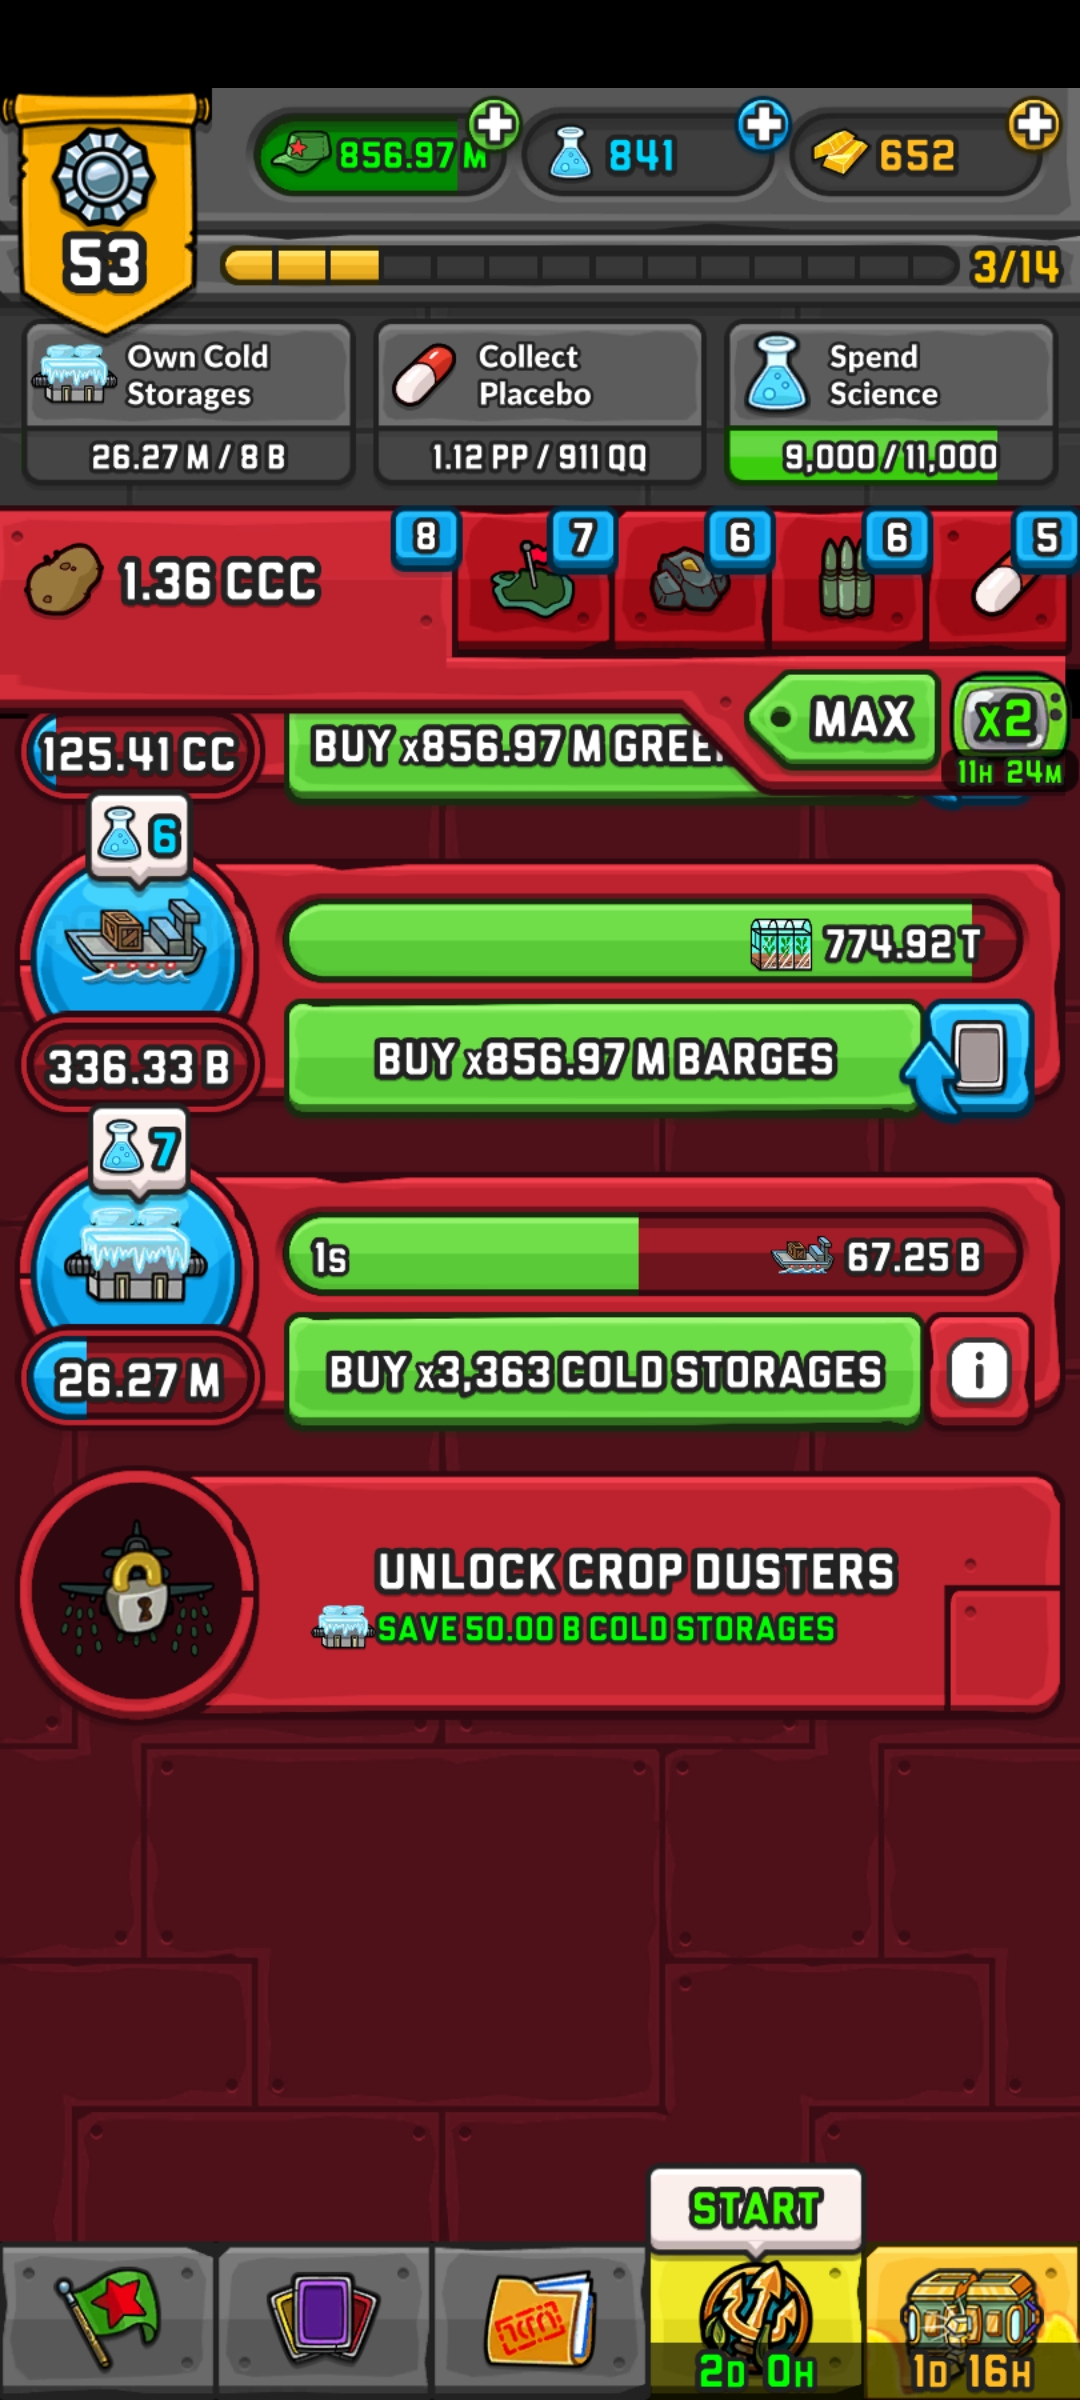 53
856.97 M
841
652
3/14
Own Cold
Storages
26.27 M / 8 B
Collect
Placebo
1.12 PP / 911 QQ
Spend
Science
9,000 / 11,000
1.36 CCC
8
7
6
6
5
MAX
x2
11H 24M
125.41 CC
BUY x856.97 M GREE...
6
774.92 T
336.33 B
BUY x856.97 M BARGES
7
1s
67.25 B
26.27 M
BUY x3,363 COLD STORAGES
i
UNLOCK CROP DUSTERS
SAVE 50.00 B COLD STORAGES
START
2D 0H
1D 16H